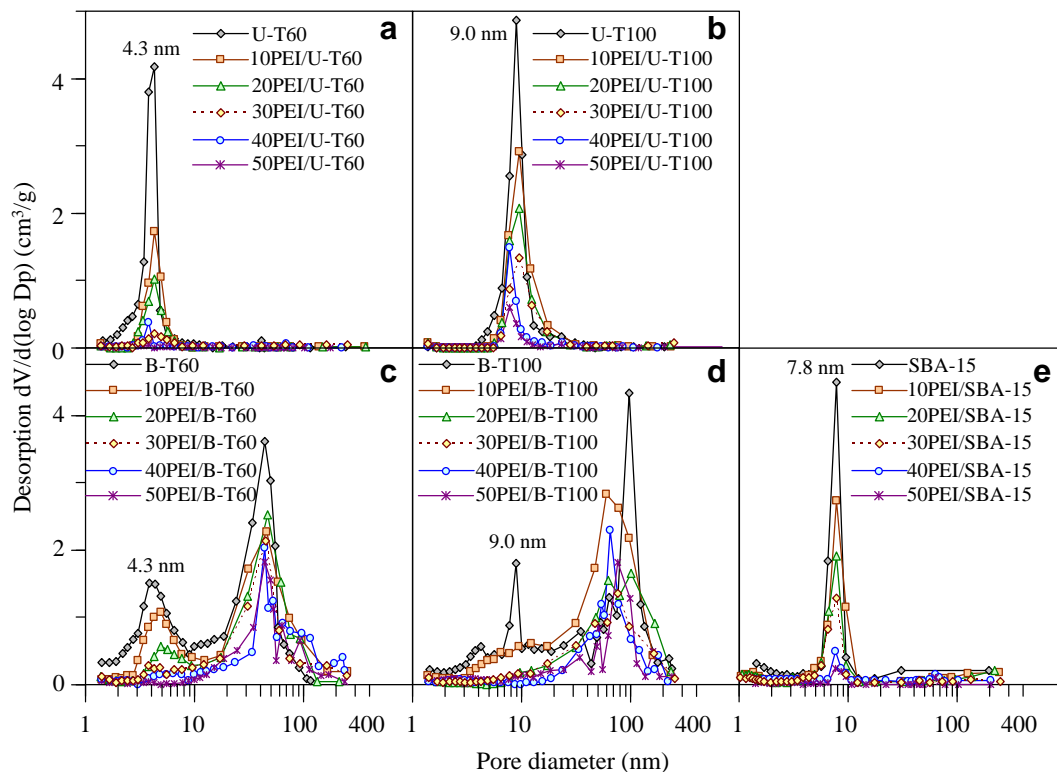 a
4.3 nm
U-T60
10PEI/U-T60
20PEI/U-T60
30PEI/U-T60
40PEI/U-T60
50PEI/U-T60
b
9.0 nm
U-T100
10PEI/U-T100
20PEI/U-T100
30PEI/U-T100
40PEI/U-T100
50PEI/U-T100
4
2
0
Desorption dV/d(log Dp) (cm³/g)
c
B-T60
10PEI/B-T60
20PEI/B-T60
30PEI/B-T60
40PEI/B-T60
50PEI/B-T60
4.3 nm
d
B-T100
10PEI/B-T100
20PEI/B-T100
30PEI/B-T100
40PEI/B-T100
50PEI/B-T100
9.0 nm
e
7.8 nm
SBA-15
10PEI/SBA-15
20PEI/SBA-15
30PEI/SBA-15
40PEI/SBA-15
50PEI/SBA-15
4
2
0
1 10 100 400
1 10 100 400
1 10 100 400
Pore diameter (nm)